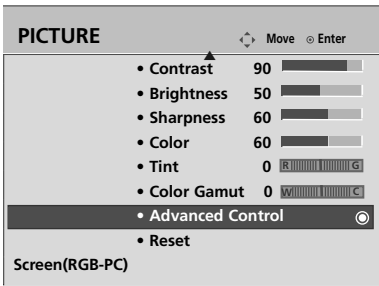 PICTURE Move ⊙ Enter
• Contrast 90
• Brightness 50
• Sharpness 60
• Color 60
• Tint 0 R G
• Color Gamut 0 W C
• Advanced Control
• Reset
Screen(RGB-PC)